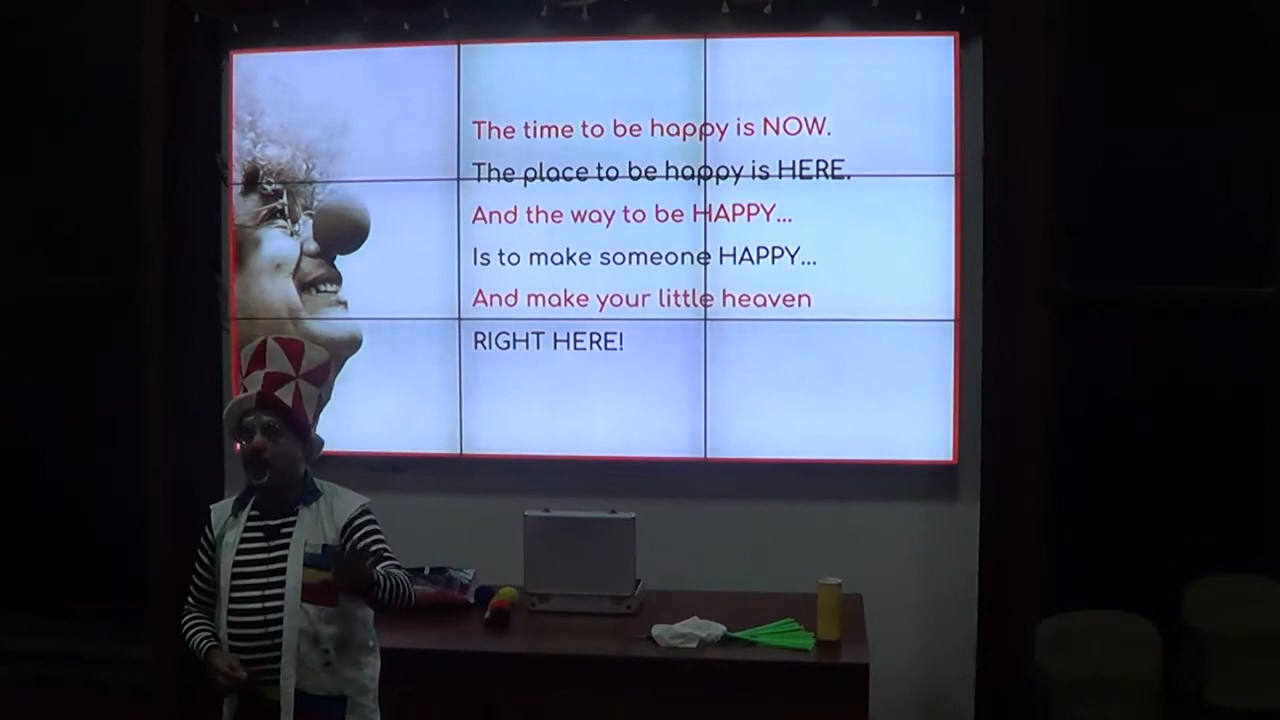 The time to be happy is NOW.
The place to be happy is HERE.
And the way to be HAPPY...
Is to make someone HAPPY...
And make your little heaven
RIGHT HERE!